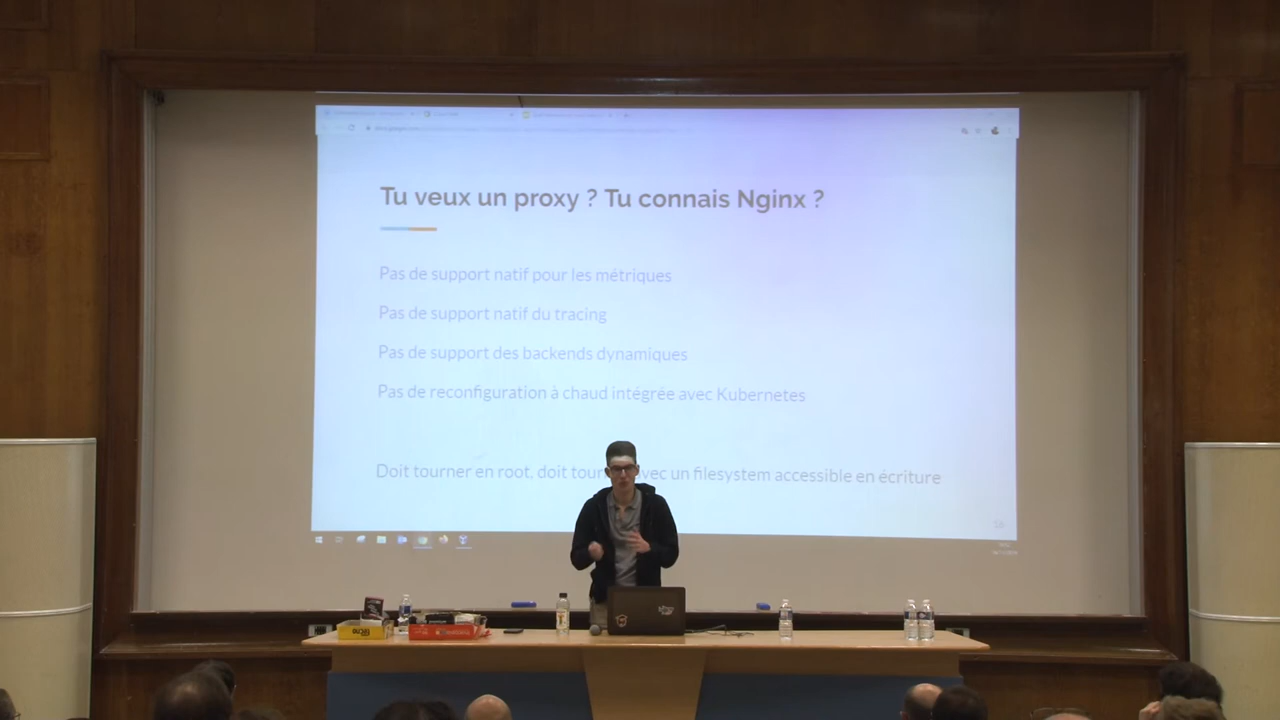 Tu veux un proxy ? Tu connais Nginx ?
Pas de support natif pour les métriques
Pas de support natif du tracing
Pas de support des backends dynamiques
Pas de reconfiguration à chaud intégrée avec Kubernetes
Doit tourner en root, doit avec un filesystem accessible en écriture